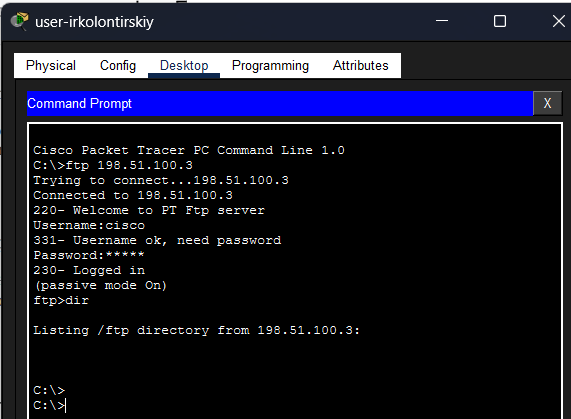 user-irkolontirskiy
Physical Config Desktop Programming Attributes
Command Prompt X
Cisco Packet Tracer PC Command Line 1.0
C:\>ftp 198.51.100.3
Trying to connect...198.51.100.3
Connected to 198.51.100.3
220- Welcome to PT Ftp server
Username:cisco
331- Username ok, need password
Password:*****
230- Logged in
(passive mode On)
ftp>dir
Listing /ftp directory from 198.51.100.3:
C:\>
C:\>